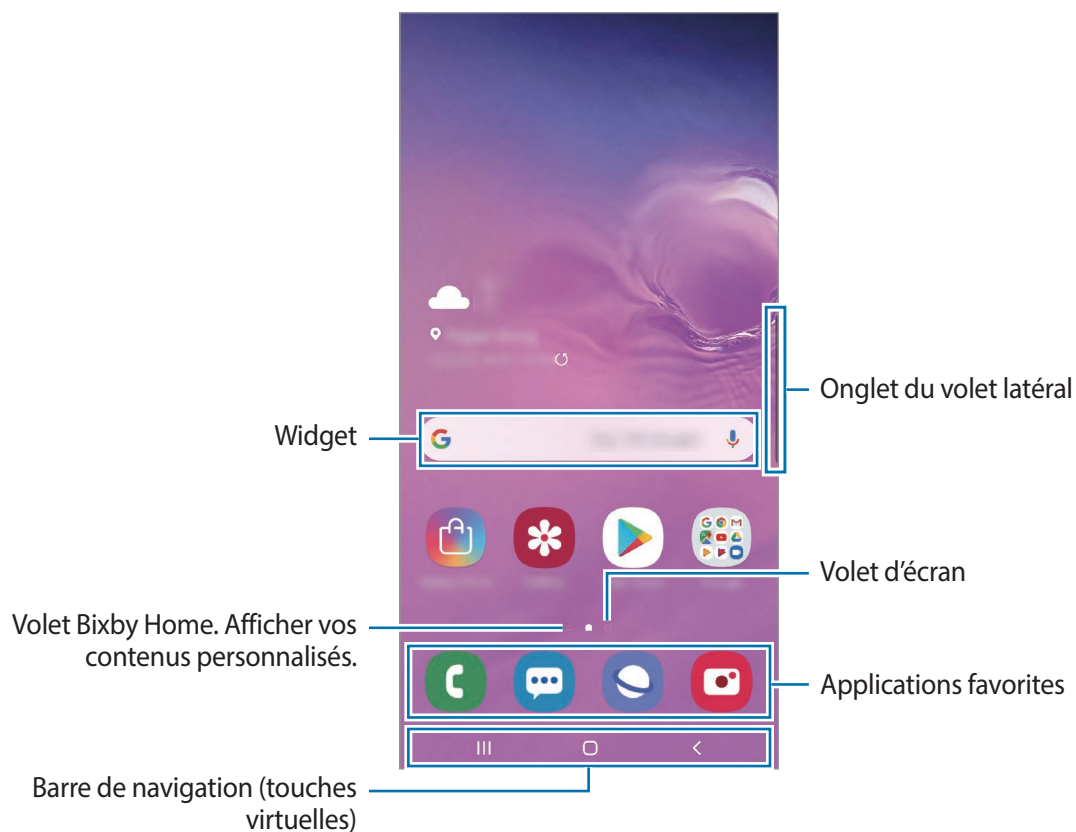 Onglet du volet latéral
Widget
Volet d'écran
Volet Bixby Home. Afficher vos
contenus personnalisés.
Applications favorites
Barre de navigation (touches
virtuelles)